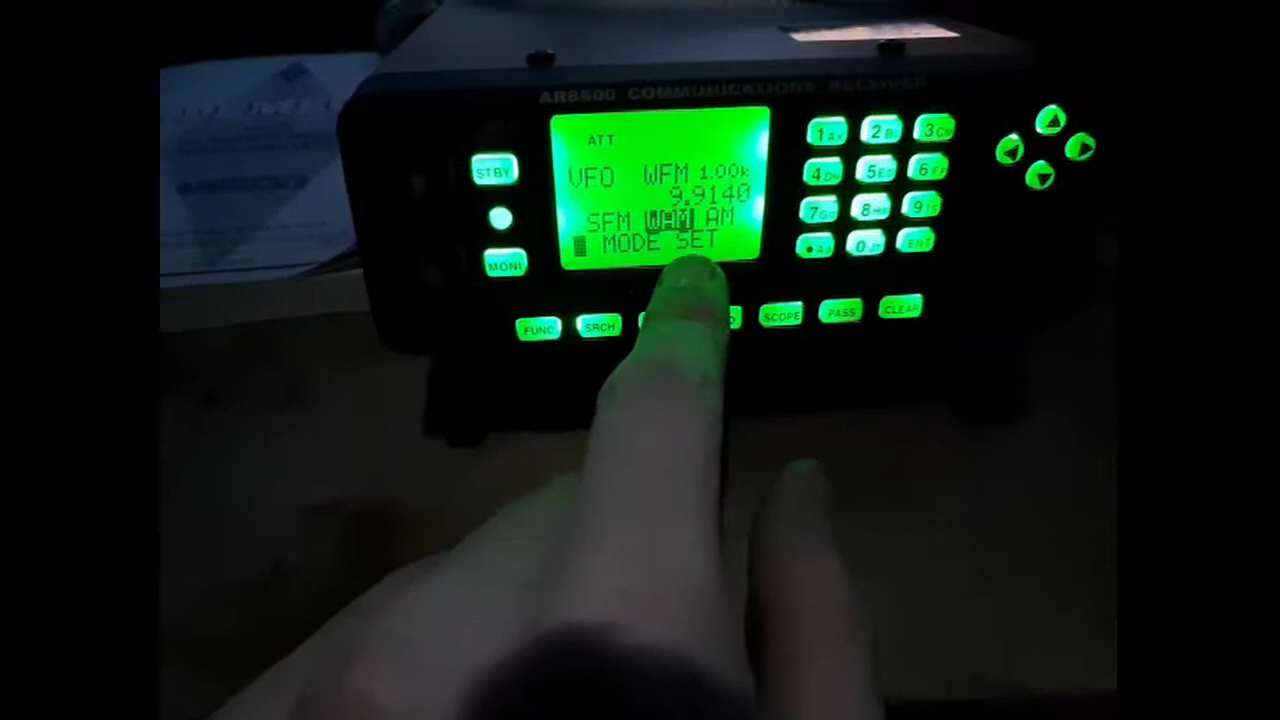 AR8600 COMMUNICATIONS RECEIVER
ATT
VFO WFM 1.00k
9.9140
SFM WAM AM
MODE SET
STBY
MONI
1
2
3
4
5
6
7
8
9
0
ENT
FUNC
SRCH
SCOPE
PASS
CLEAR